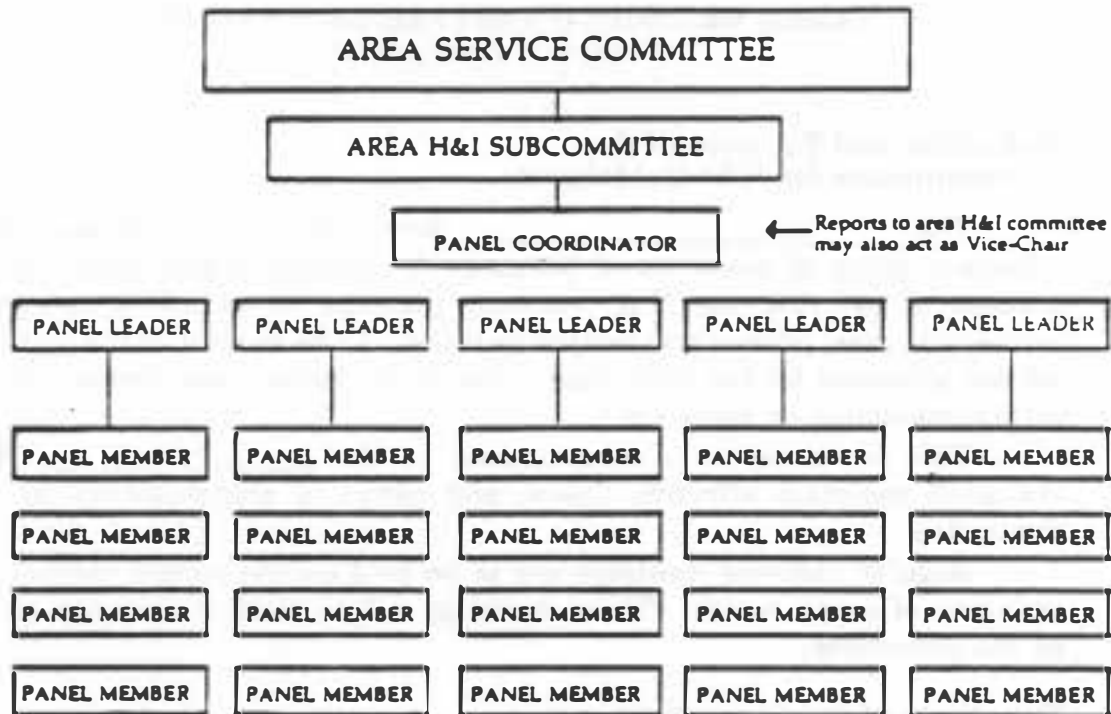 AREA SERVICE COMMITTEE
AREA H&I SUBCOMMITTEE
PANEL COORDINATOR
Reports to area H&I committee
may also act as Vice-Chair
PANEL LEADER PANEL LEADER PANEL LEADER PANEL LEADER PANEL LEADER
PANEL MEMBER PANEL MEMBER PANEL MEMBER PANEL MEMBER PANEL MEMBER
PANEL MEMBER PANEL MEMBER PANEL MEMBER PANEL MEMBER PANEL MEMBER
PANEL MEMBER PANEL MEMBER PANEL MEMBER PANEL MEMBER PANEL MEMBER
PANEL MEMBER PANEL MEMBER PANEL MEMBER PANEL MEMBER PANEL MEMBER